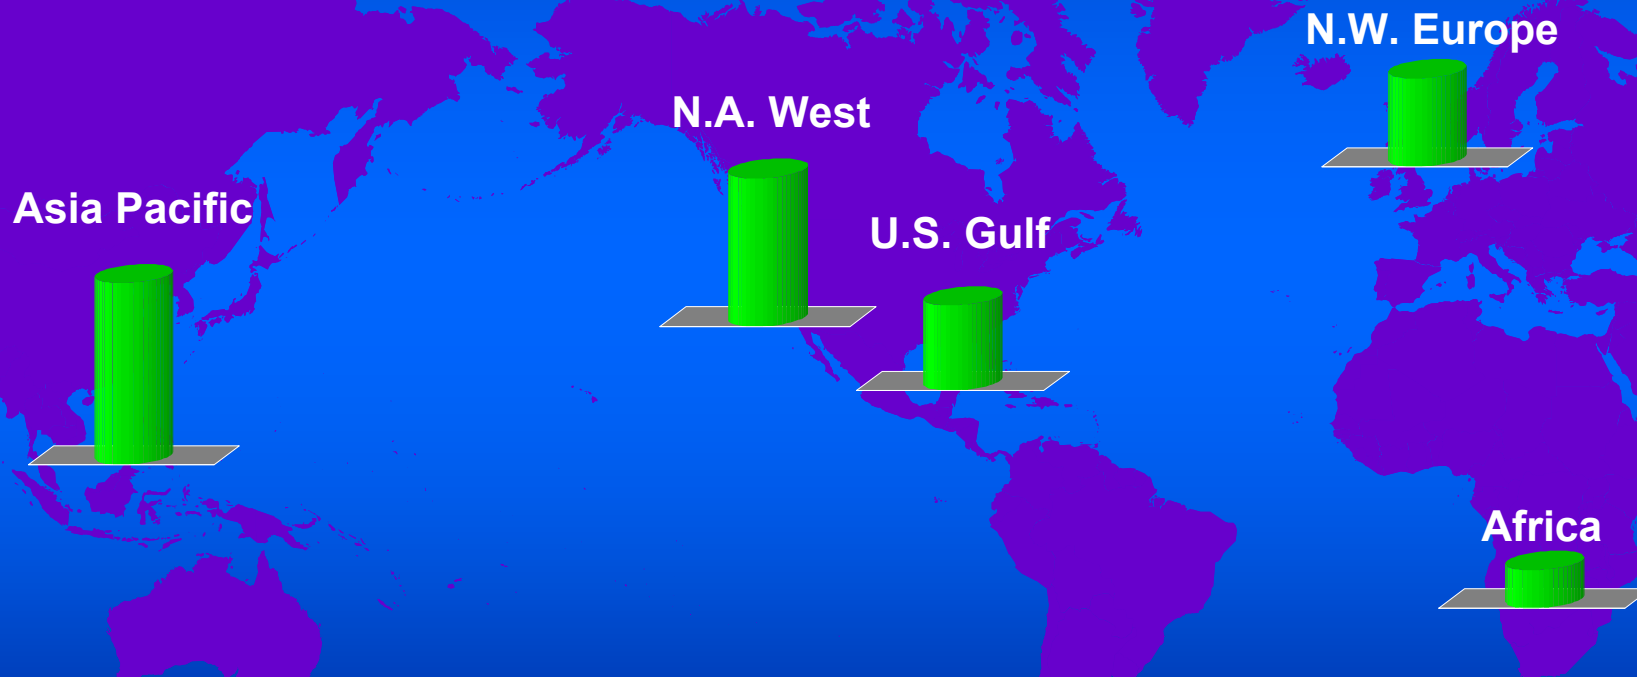 N.W. Europe
N.A. West
Asia Pacific
U.S. Gulf
Africa